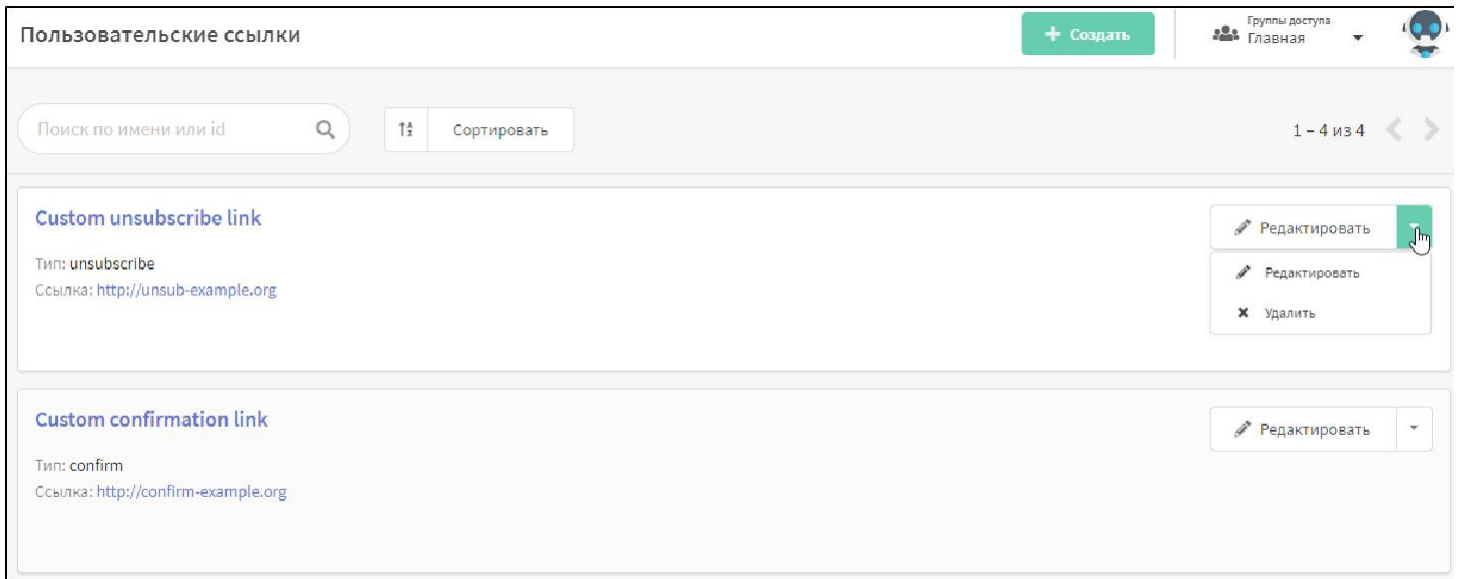 Пользовательские ссылки
Создать
Группы доступа
Главная
Поиск по имени или id
Сортировать
1 – 4 из 4
Custom unsubscribe link
Редактировать
Тип: unsubscribe
Ссылка: http://unsub-example.org
Редактировать
Удалить
Custom confirmation link
Редактировать
Тип: confirm
Ссылка: http://confirm-example.org